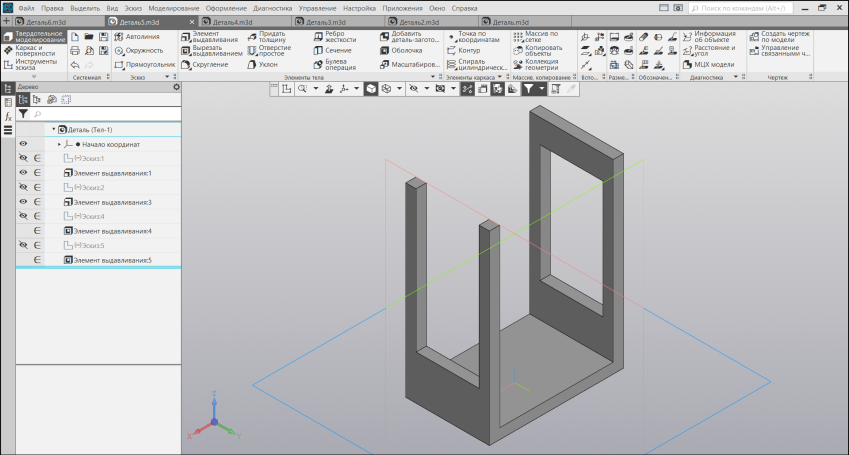 Файл Правка Выделить Вид Эскиз Моделирование Оформление Диагностика Управление Настройка Приложения Окно Справка
Поиск по командам (Alt+/)
Деталь6.m3d Деталь5.m3d Деталь4.m3d Деталь3.m3d Деталь2.m3d Деталь.m3d
Твердотельное моделирование
Каркас и поверхности
Инструменты эскиза
Системная
Автолиния
Окружность
Прямоугольник
Эскиз
Элемент выдавливания
Вырезать выдавливанием
Скругление
Придать толщину
Отверстие простое
Уклон
Ребро жесткости
Сечение
Булева операция
Добавить деталь-загото...
Оболочка
Масштабиров...
Элементы тела
Точка по координатам
Контур
Спираль цилиндрическ...
Элементы каркаса
Массив по сетке
Копировать объекты
Коллекция геометрии
Массив, копирование
Вспо...
Разме...
Обозначен...
Информация об объекте
Расстояние и угол
МЦХ модели
Диагностика
Создать чертеж по модели
Управление связанными ч...
Чертеж
Дерево
Деталь (Тел-1)
Начало координат
(+)Эскиз:1
Элемент выдавливания:1
(+)Эскиз:2
Элемент выдавливания:3
(+)Эскиз:4
Элемент выдавливания:4
(+)Эскиз:5
Элемент выдавливания:5
Z
X
Y